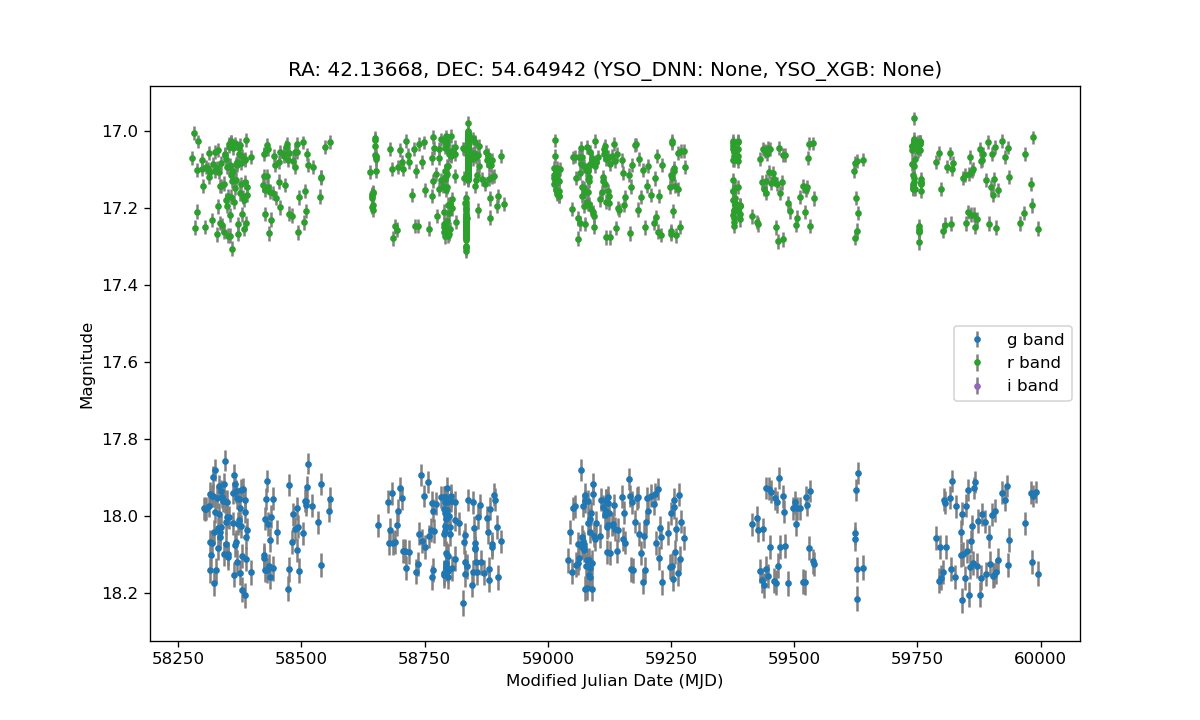 RA: 42.13668, DEC: 54.64942 (YSO_DNN: None, YSO_XGB: None)
17.0
17.2
17.4
17.6
17.8
18.0
18.2
Magnitude
g band
r band
i band
58250 58500 58750 59000 59250 59500 59750 60000
Modified Julian Date (MJD)